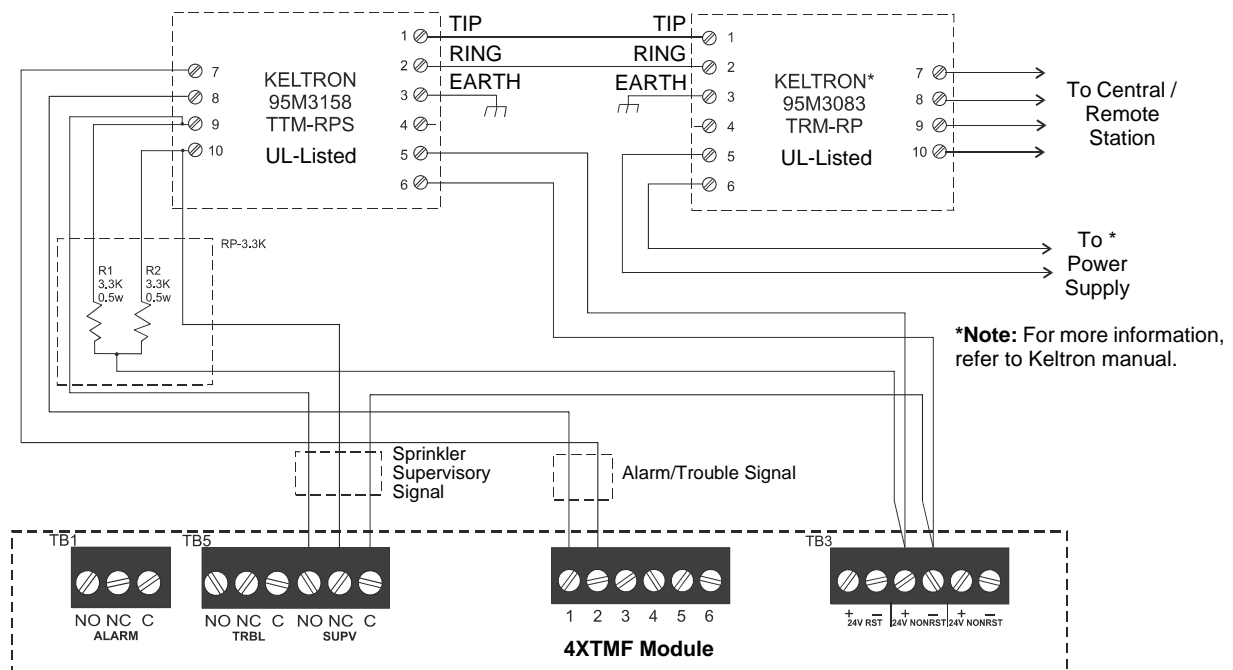 TIP
TIP
1
1
RING
RING
2
2
EARTH
EARTH
3
3
4
4
5
5
6
6
7
8
9
10
KELTRON
95M3158
TTM-RPS
UL-Listed
KELTRON*
95M3083
TRM-RP
UL-Listed
7
8
9
10
To Central /
Remote
Station
To *
Power
Supply
RP-3.3K
R1
3.3K
0.5w
R2
3.3K
0.5w
*Note: For more information,
refer to Keltron manual.
Sprinkler
Supervisory
Signal
Alarm/Trouble Signal
TB1
TB5
TB3
NO NC C
ALARM
NO NC C
TRBL
NO NC C
SUPV
1 2 3 4 5 6
4XTMF Module
+ −
24V RST
+ −
24V NONRST
+ −
24V NONRST